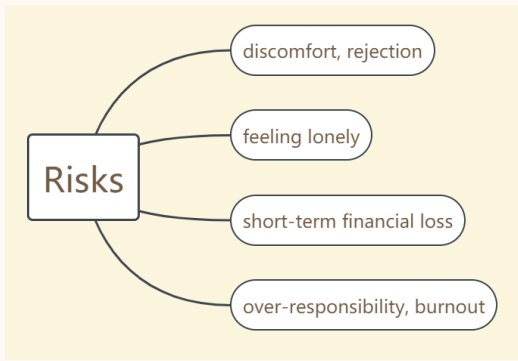 Risks
discomfort, rejection
feeling lonely
short-term financial loss
over-responsibility, burnout